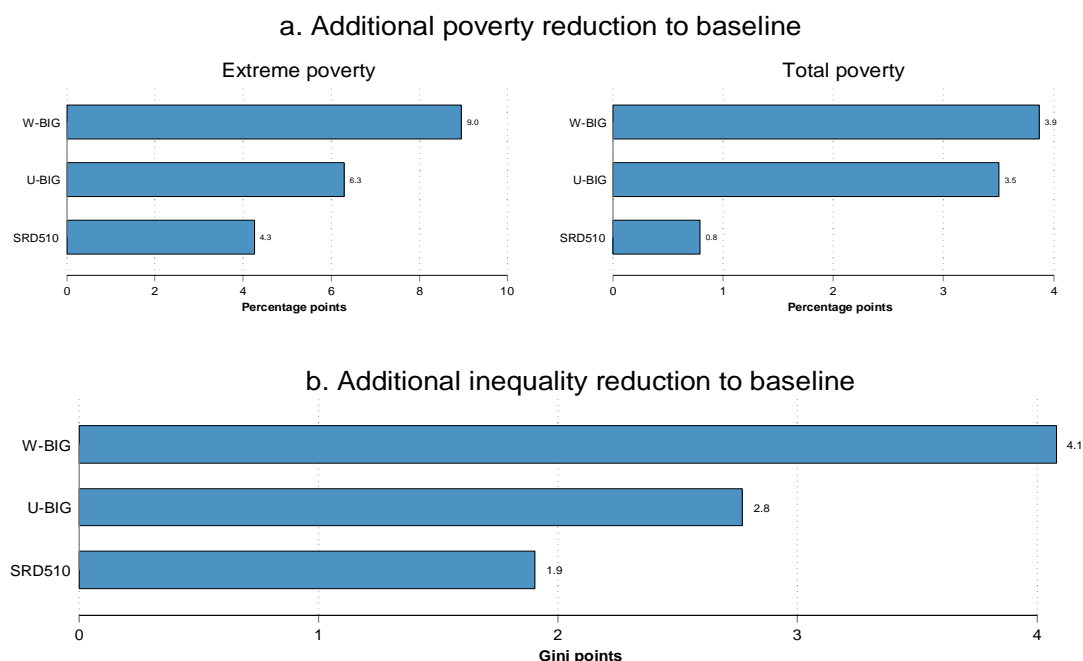 a. Additional poverty reduction to baseline
Extreme poverty
W-BIG
9.0
U-BIG
6.3
SRD510
4.3
0 2 4 6 8 10
Percentage points
Total poverty
W-BIG
3.9
U-BIG
3.5
SRD510
0.8
0 1 2 3 4
Percentage points
b. Additional inequality reduction to baseline
W-BIG
4.1
U-BIG
2.8
SRD510
1.9
0 1 2 3 4
Gini points